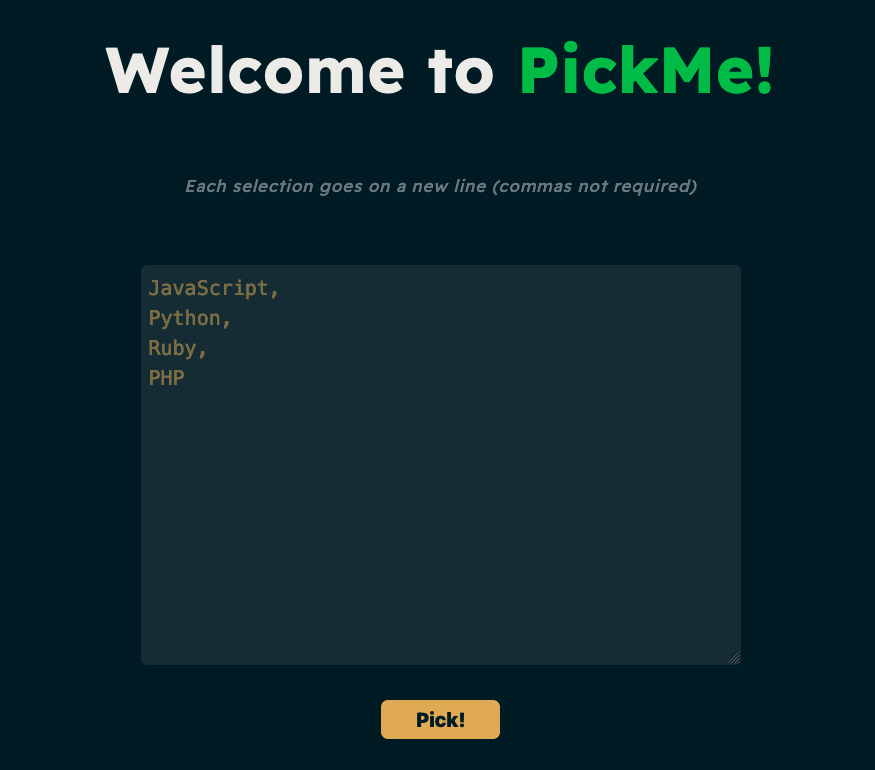 Welcome to PickMe!
Each selection goes on a new line (commas not required)
JavaScript,
Python,
Ruby,
PHP
Pick!